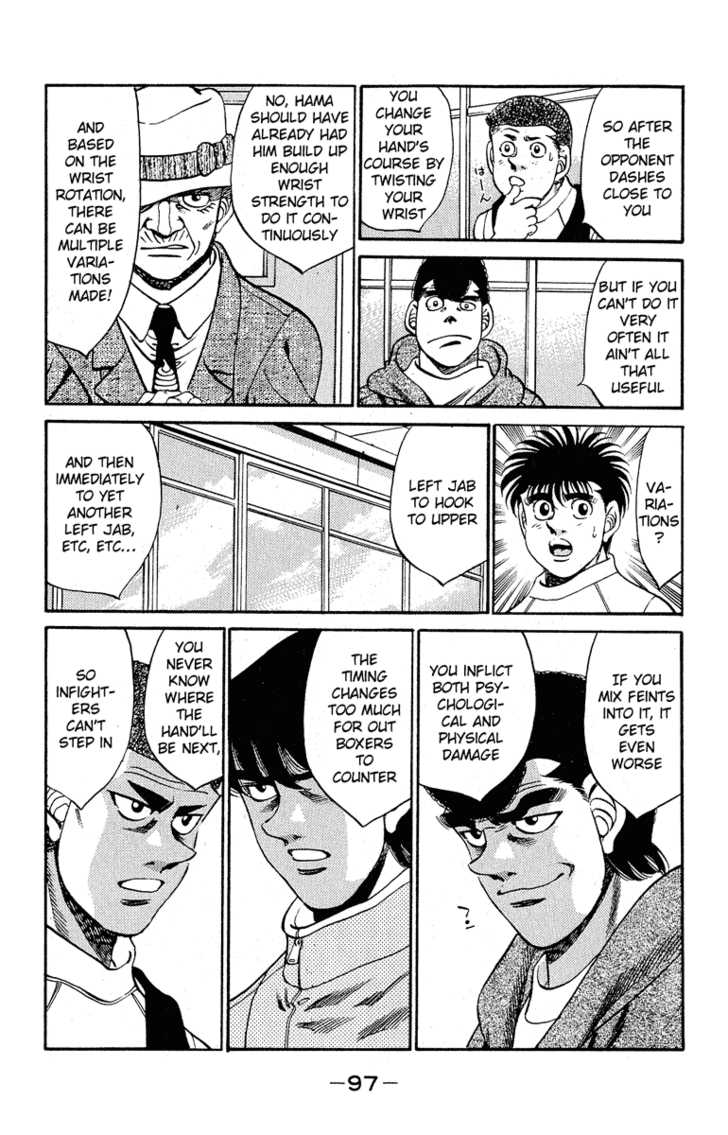 SO AFTER
THE
OPPONENT
DASHES
CLOSE TO
YOU
YOU
CHANGE
YOUR
HAND'S
COURSE BY
TWISTING
YOUR
WRIST
はーん
BUT IF YOU
CAN'T DO IT
VERY
OFTEN IT
AIN'T ALL
THAT
USEFUL
NO, HAMA
SHOULD HAVE
ALREADY HAD
HIM BUILD UP
ENOUGH
WRIST
STRENGTH TO
DO IT CON-
TINUOUSLY
AND
BASED
ON THE
WRIST
ROTATION,
THERE
CAN BE
MULTIPLE
VARIA-
TIONS
MADE!
VA-
RIA-
TIONS
?
LEFT JAB
TO HOOK
TO UPPER
AND THEN
IMMEDIATELY
TO YET
ANOTHER
LEFT JAB,
ETC, ETC...
IF YOU
MIX FEINTS
INTO IT, IT
GETS
EVEN
WORSE
YOU INFLICT
BOTH PSY-
CHOLOGI-
CAL AND
PHYSICAL
DAMAGE
?
THE
TIMING
CHANGES
TOO MUCH
FOR OUT
BOXERS
TO
COUNTER
YOU
NEVER
KNOW
WHERE
THE
HAND'LL
BE NEXT,
SO
INFIGHT-
ERS
CAN'T
STEP IN
—97—